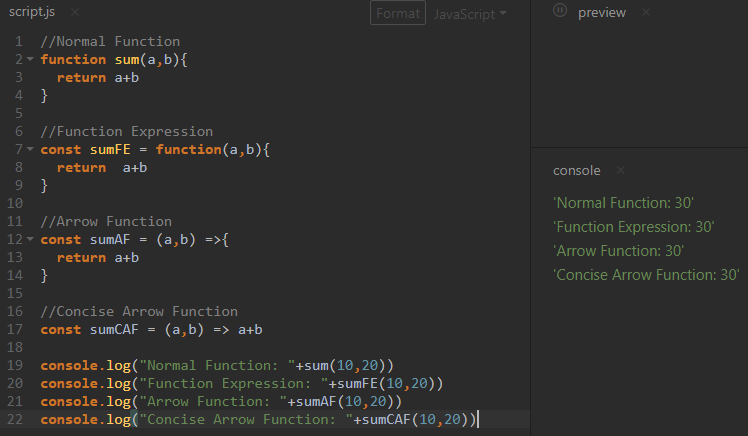 script.js ×
Format JavaScript
1 //Normal Function
2 function sum(a,b){
3   return a+b
4 }
5
6 //Function Expression
7 const sumFE = function(a,b){
8   return  a+b
9 }
10
11 //Arrow Function
12 const sumAF = (a,b) =>{
13   return a+b
14 }
15
16 //Concise Arrow Function
17 const sumCAF = (a,b) => a+b
18
19 console.log("Normal Function: "+sum(10,20))
20 console.log("Function Expression: "+sumFE(10,20))
21 console.log("Arrow Function: "+sumAF(10,20))
22 console.log("Concise Arrow Function: "+sumCAF(10,20))
preview ×
console ×
'Normal Function: 30'
'Function Expression: 30'
'Arrow Function: 30'
'Concise Arrow Function: 30'